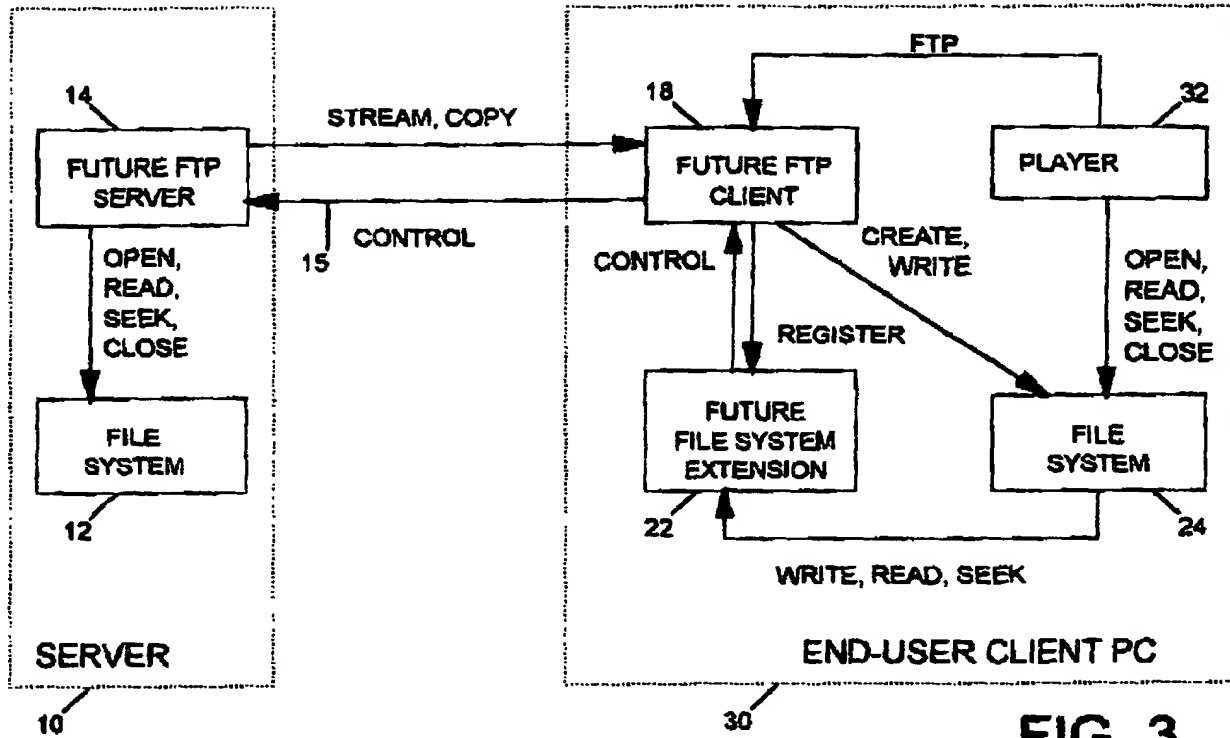 FTP
14
18
32
STREAM, COPY
FUTURE FTP
SERVER
FUTURE FTP
CLIENT
PLAYER
15
CONTROL
OPEN,
READ,
SEEK,
CLOSE
CONTROL
CREATE,
WRITE
OPEN,
READ,
SEEK,
CLOSE
REGISTER
FILE
SYSTEM
FUTURE
FILE SYSTEM
EXTENSION
FILE
SYSTEM
12
22
24
WRITE, READ, SEEK
SERVER
END-USER CLIENT PC
10
30
FIG. 3